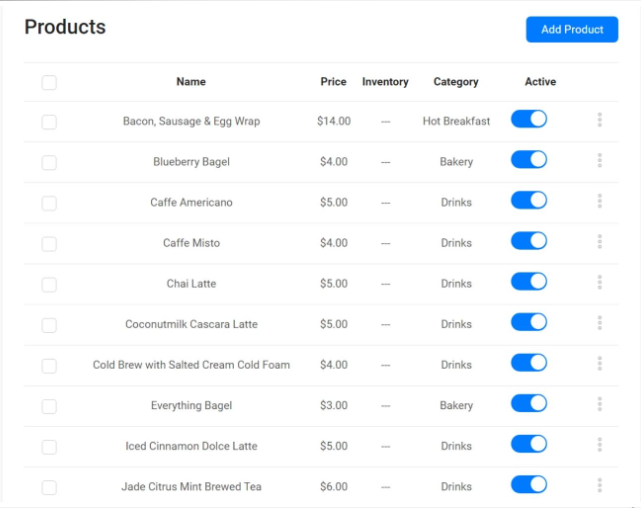 Products
Add Product
Name Price Inventory Category Active
Bacon, Sausage & Egg Wrap $14.00 --- Hot Breakfast
Blueberry Bagel $4.00 --- Bakery
Caffe Americano $5.00 --- Drinks
Caffe Misto $4.00 --- Drinks
Chai Latte $5.00 --- Drinks
Coconutmilk Cascara Latte $5.00 --- Drinks
Cold Brew with Salted Cream Cold Foam $4.00 --- Drinks
Everything Bagel $3.00 --- Bakery
Iced Cinnamon Dolce Latte $5.00 --- Drinks
Jade Citrus Mint Brewed Tea $6.00 --- Drinks